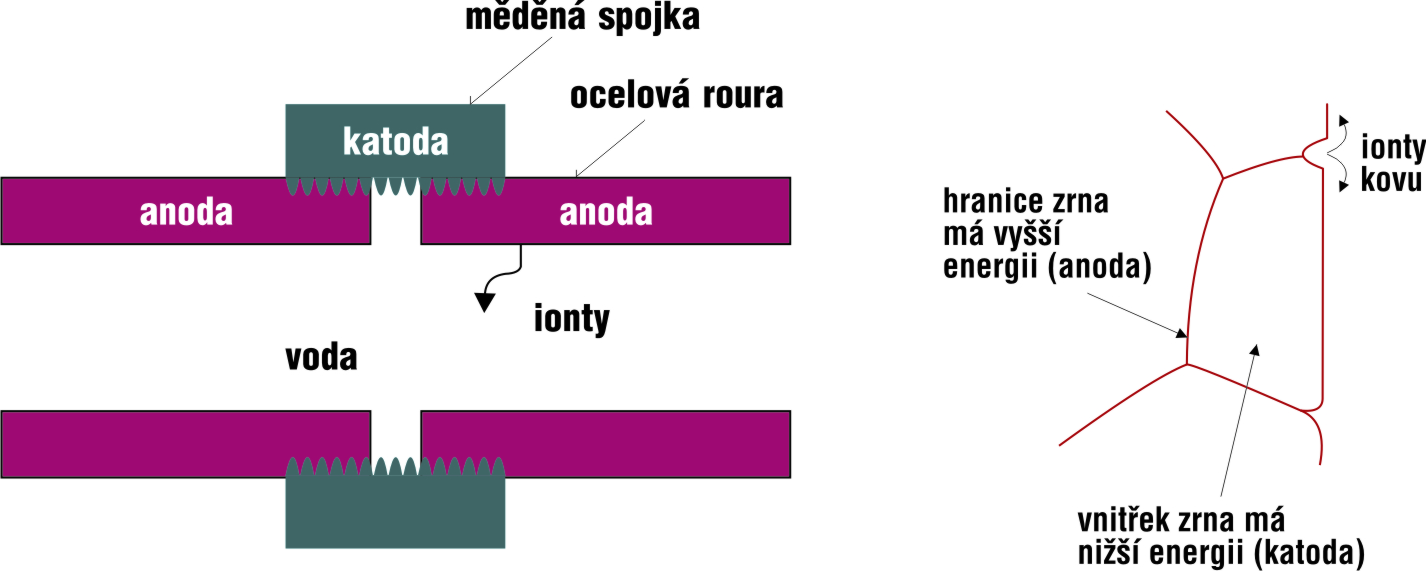 měděná spojka
ocelová roura
katoda
anoda
anoda
ionty
voda
ionty
kovu
hranice zrna
má vyšší
energii (anoda)
vnitřek zrna má
nižší energii (katoda)